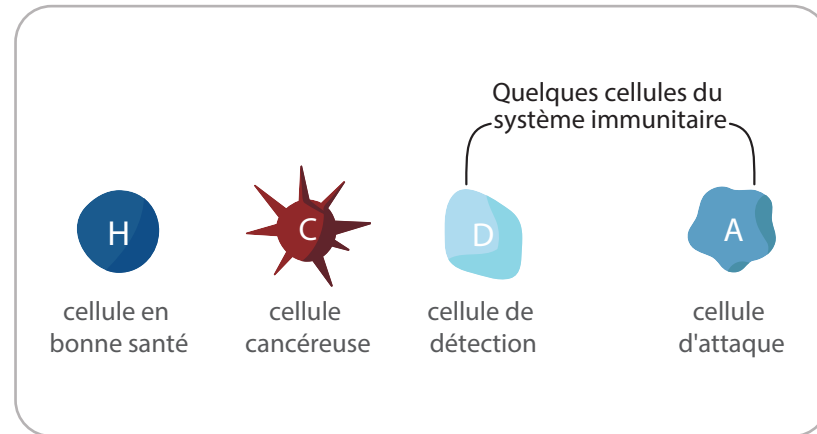 Quelques cellules du
système immunitaire
H
C
D
A
cellule en
bonne santé
cellule
cancéreuse
cellule de
détection
cellule
d'attaque